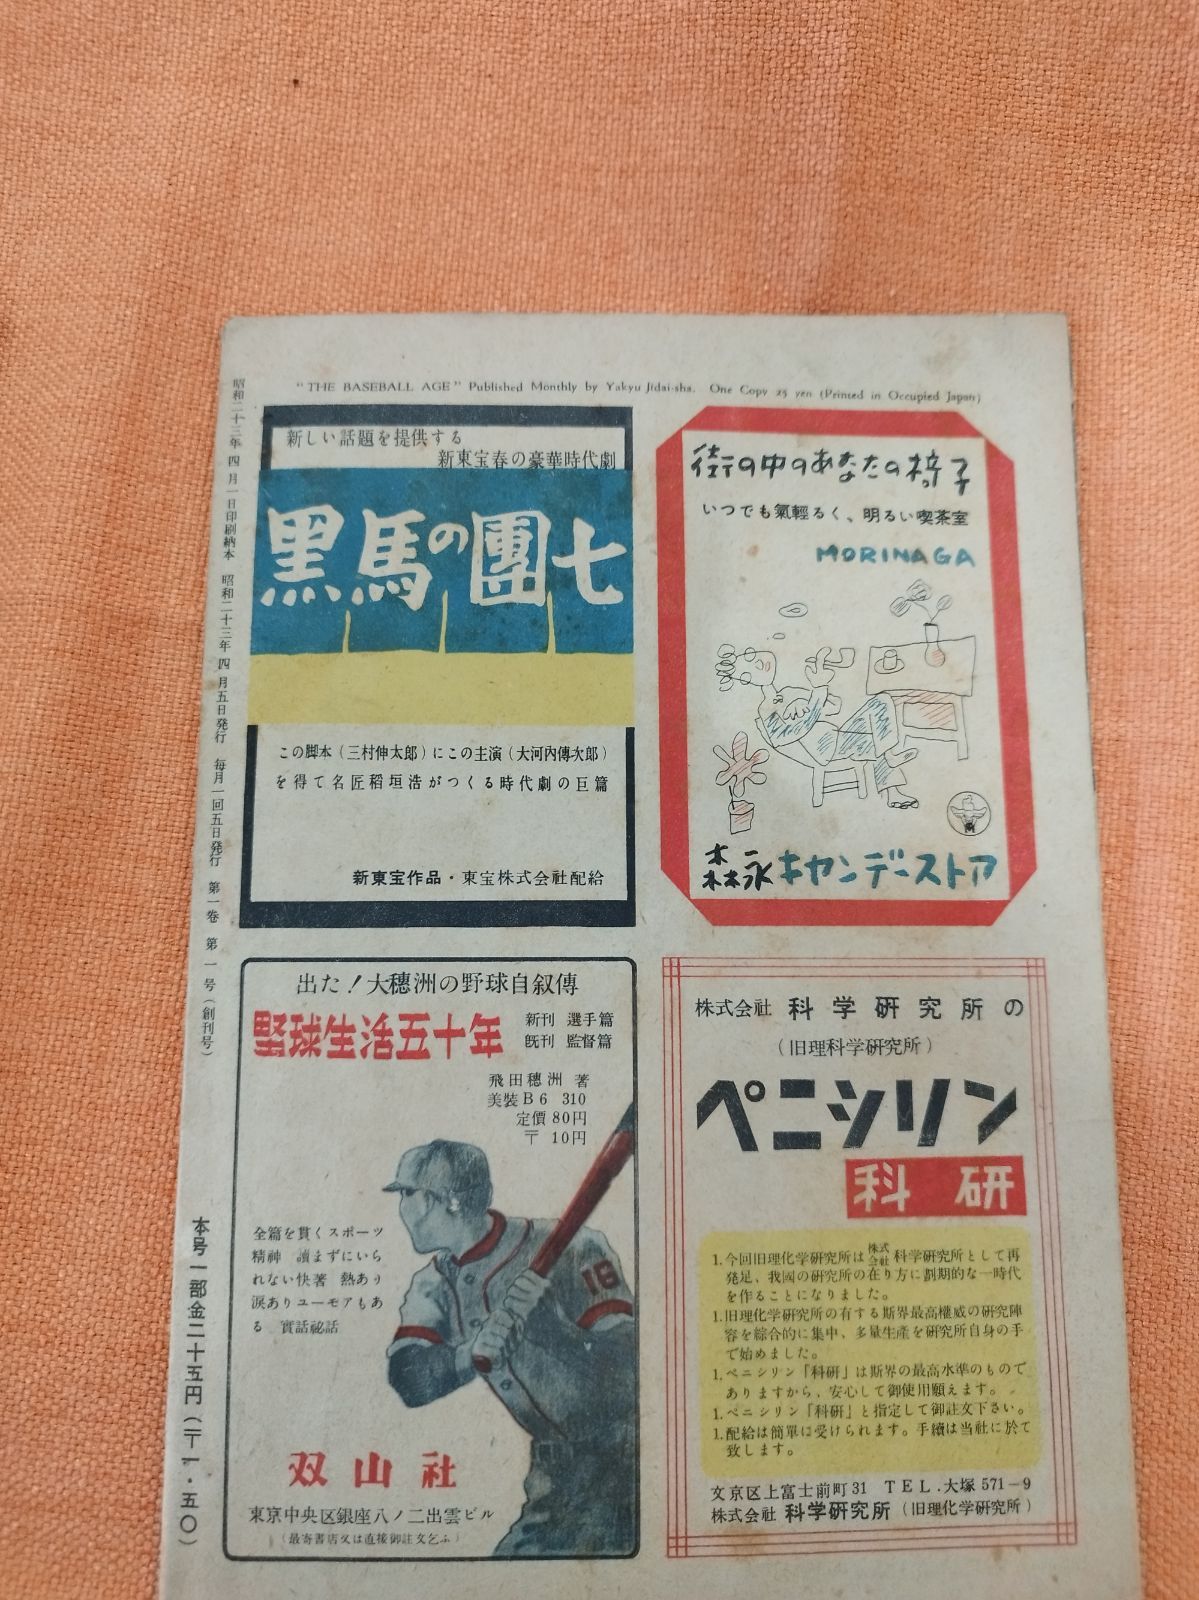 "THE BASEBALL AGE" Published Monthly by Yakyu Jidai-sha. One Copy 25 yen (Printed in Occupied Japan)
昭和二十三年四月一日印刷納本 昭和二十三年四月五日発行 毎月一回五日発行 第一巻 第一号(創刊号)
本号一部金二十五円(〒一・五〇)
新しい話題を提供する
新東宝春の豪華時代劇
黒馬の團七
この脚本(三村伸太郎)にこの主演(大河内傳次郎)
を得て名匠稲垣浩がつくる時代劇の巨篇
新東宝作品・東宝株式会社配給
街の中のあなたの椅子
いつでも氣輕るく、明るい喫茶室
MORINAGA
森永キヤンデーストア
出た!大穗洲の野球自叙傳
野球生活五十年
新刊 選手篇
既刊 監督篇
飛田穗洲 著
美裝B6 310
定價 80円
〒 10円
全篇を貫くスポーツ
精神 讀まずにいら
れない快著 熱あり
涙ありユーモアもあ
る 實話祕話
16
双山社
東京中央区銀座八ノ二出雲ビル
(最寄書店又は直接御註文乞ふ)
株式会社 科学研究所の
(旧理科学研究所)
ペニシリン
科研
1.今回旧理化学研究所は株式会社科学研究所として再
発足、我國の研究所の在り方に劃期的な一時代
を作ることになりました。
1.旧理化学研究所の有する斯界最高權威の研究陣
容を綜合的に集中、多量生産を研究所自身の手
で始めました。
1.ペニシリン「科研」は斯界の最高水準のもので
ありますから、安心して御使用願えます。
1.ペニシリン「科研」と指定して御註文下さい。
1.配給は簡單に受けられます。手續は当社に於て
致します。
文京区上富士前町31 TEL.大塚571-9
株式会社 科学研究所(旧理化学研究所)